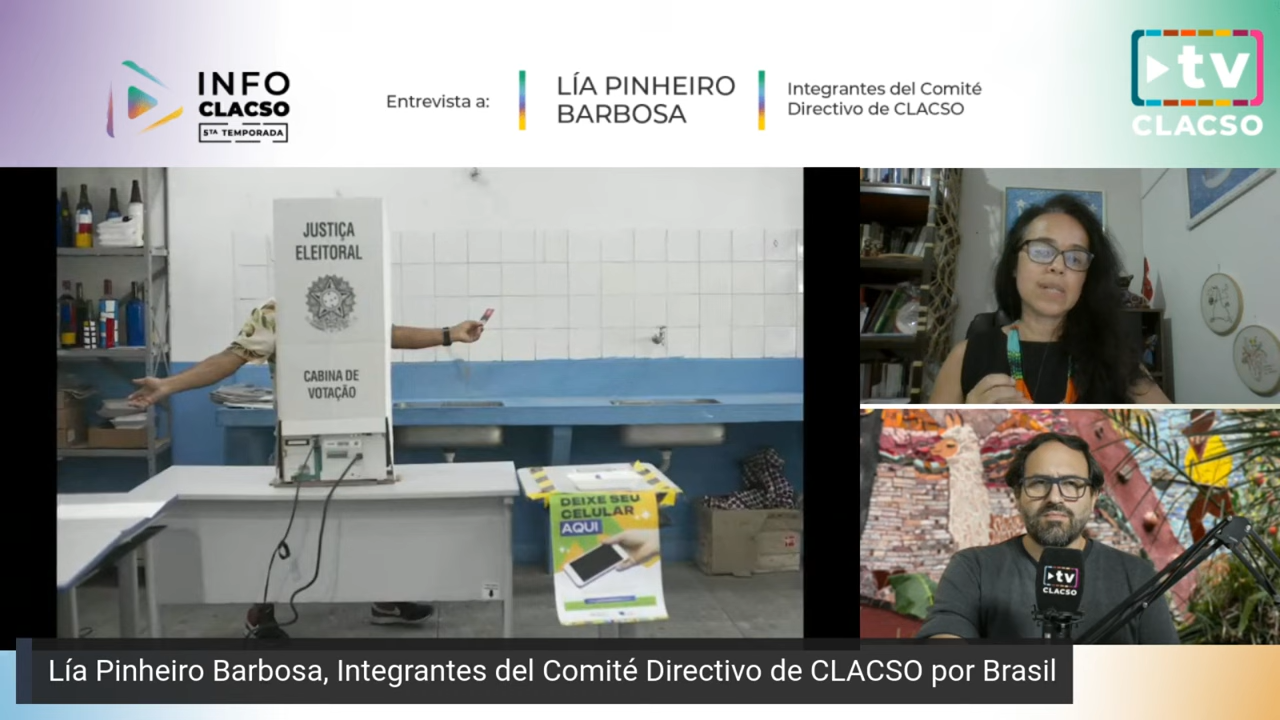 INFO
CLACSO
5TA TEMPORADA
Entrevista a:
LÍA PINHEIRO
BARBOSA
Integrantes del Comité
Directivo de CLACSO
tv
CLACSO
JUSTIÇA
ELEITORAL
CABINA DE
VOTAÇÃO
DEIXE SEU
CELULAR
AQUI
tv
CLACSO
Lía Pinheiro Barbosa, Integrantes del Comité Directivo de CLACSO por Brasil